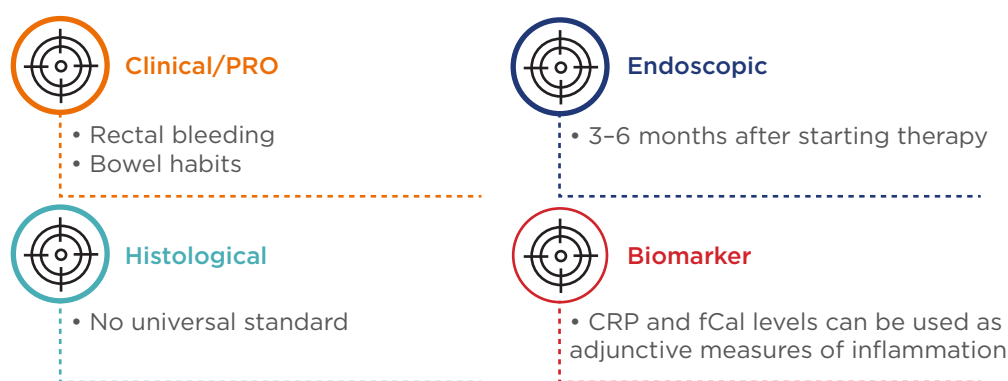 Clinical/PRO
• Rectal bleeding
• Bowel habits
Endoscopic
• 3–6 months after starting therapy
Histological
• No universal standard
Biomarker
• CRP and fCal levels can be used as
adjunctive measures of inflammation